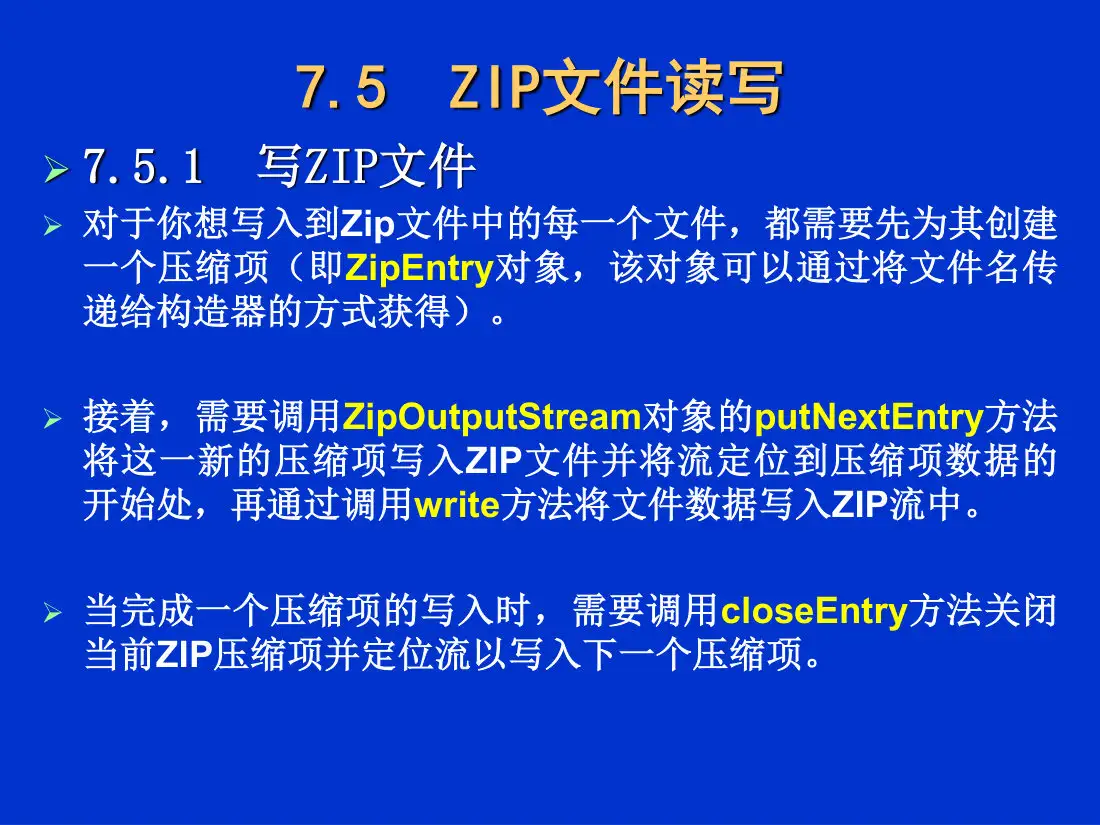 7.5 ZIP文件读写
7.5.1 写ZIP文件
对于你想写入到Zip文件中的每一个文件，都需要先为其创建
一个压缩项（即ZipEntry对象，该对象可以通过将文件名传
递给构造器的方式获得）。
接着，需要调用ZipOutputStream对象的putNextEntry方法
将这一新的压缩项写入ZIP文件并将流定位到压缩项数据的
开始处，再通过调用write方法将文件数据写入ZIP流中。
当完成一个压缩项的写入时，需要调用closeEntry方法关闭
当前ZIP压缩项并定位流以写入下一个压缩项。